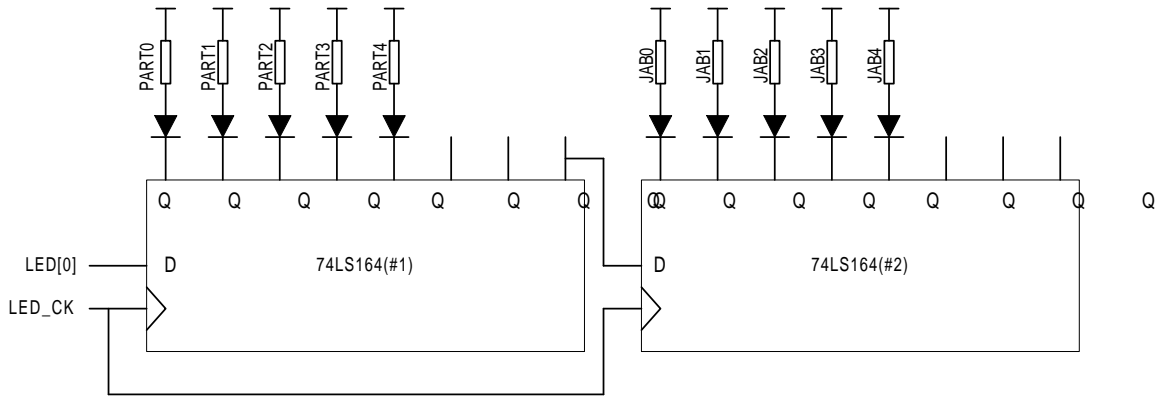 PART0 PART1 PART2 PART3 PART4 JAB0 JAB1 JAB2 JAB3 JAB4
Q Q Q Q Q Q Q Q Q Q Q Q Q Q Q Q
LED[0] D 74LS164(#1) D 74LS164(#2)
LED_CK